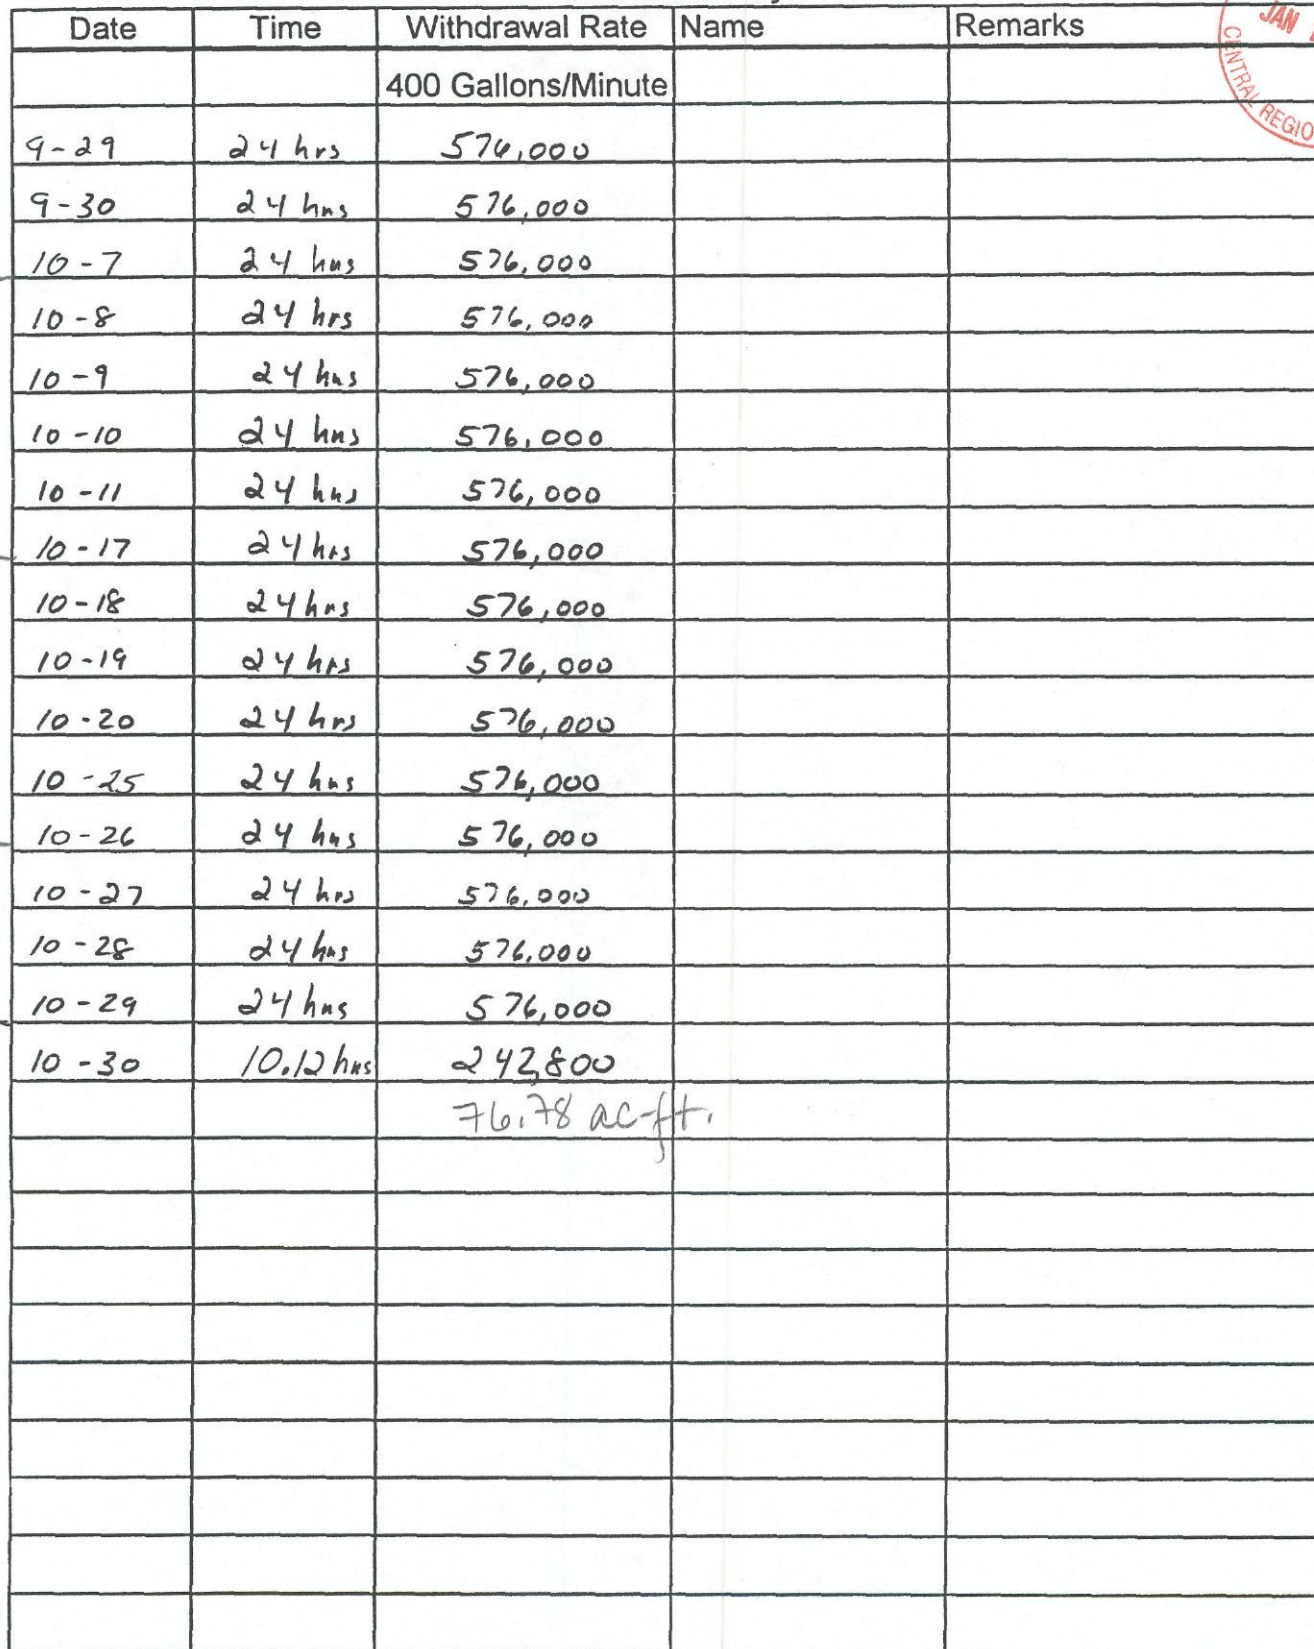 Date Time Withdrawal Rate Name Remarks
400 Gallons/Minute
9-29 24 hrs 576,000
9-30 24 hrs 576,000
10-7 24 hrs 576,000
10-8 24 hrs 576,000
10-9 24 hrs 576,000
10-10 24 hrs 576,000
10-11 24 hrs 576,000
10-17 24 hrs 576,000
10-18 24 hrs 576,000
10-19 24 hrs 576,000
10-20 24 hrs 576,000
10-25 24 hrs 576,000
10-26 24 hrs 576,000
10-27 24 hrs 576,000
10-28 24 hrs 576,000
10-29 24 hrs 576,000
10-30 10.12 hrs 242,800
76.78 ac-ft.
JAN
CENTRAL REGIO